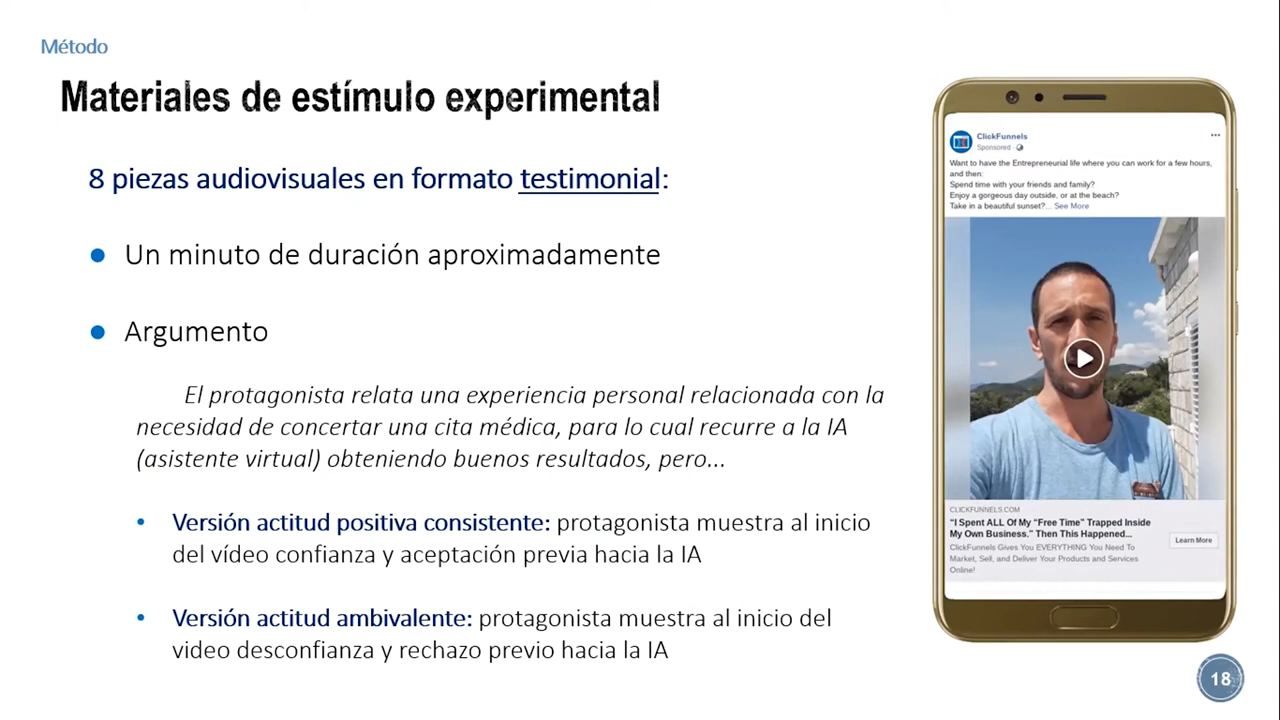 Método
Materiales de estímulo experimental
8 piezas audiovisuales en formato testimonial:
● Un minuto de duración aproximadamente
● Argumento
El protagonista relata una experiencia personal relacionada con la
necesidad de concertar una cita médica, para lo cual recurre a la IA
(asistente virtual) obteniendo buenos resultados, pero...
• Versión actitud positiva consistente: protagonista muestra al inicio
del vídeo confianza y aceptación previa hacia la IA
• Versión actitud ambivalente: protagonista muestra al inicio del
video desconfianza y rechazo previo hacia la IA
ClickFunnels
Sponsored
Want to have the Entrepreneurial life where you can work for a few hours,
and then:
Spend time with your friends and family?
Enjoy a gorgeous day outside, or at the beach?
Take in a beautiful sunset?... See More
CLICKFUNNELS.COM
“I Spent ALL Of My “Free Time” Trapped Inside
My Own Business.” Then This Happened...
ClickFunnels Gives You EVERYTHING You Need To
Market, Sell, and Deliver Your Products and Services
Online!
Learn More
18